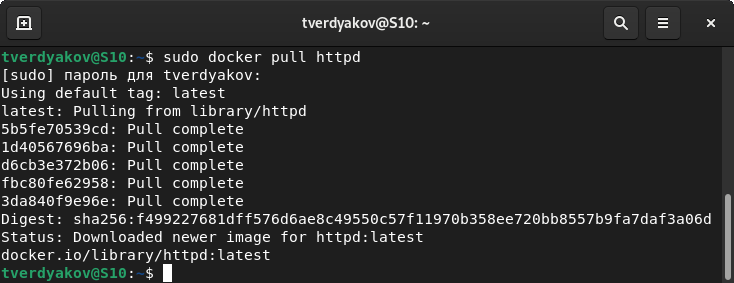 tverdyakov@S10: ~
tverdyakov@S10:~$ sudo docker pull httpd
[sudo] пароль для tverdyakov:
Using default tag: latest
latest: Pulling from library/httpd
5b5fe70539cd: Pull complete
1d40567696ba: Pull complete
d6cb3e372b06: Pull complete
fbc80fe62958: Pull complete
3da840f9e96e: Pull complete
Digest: sha256:f499227681dff576d6ae8c49550c57f11970b358ee720bb8557b9fa7daf3a06d
Status: Downloaded newer image for httpd:latest
docker.io/library/httpd:latest
tverdyakov@S10:~$